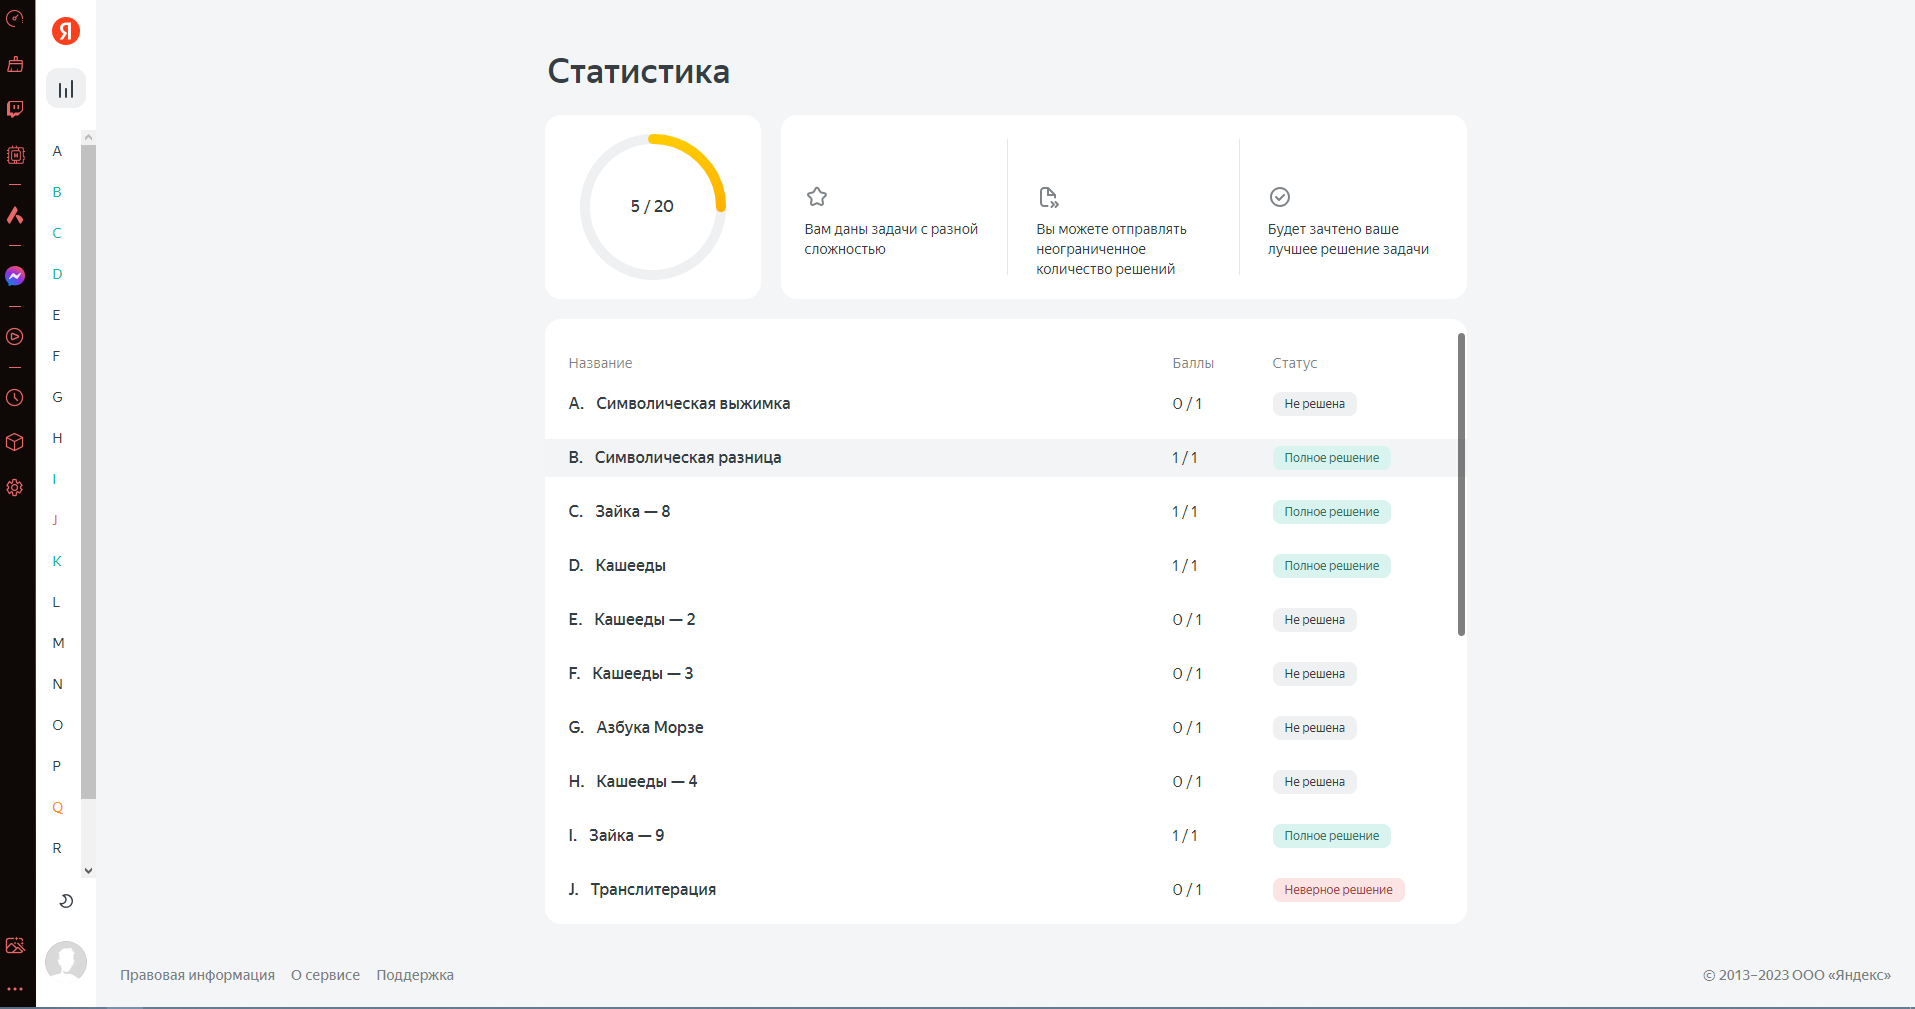 Я
A
B
C
D
E
F
G
H
I
J
K
L
M
N
O
P
Q
R
Статистика
5 / 20
Вам даны задачи с разной
сложностью
Вы можете отправлять
неограниченное
количество решений
Будет зачтено ваше
лучшее решение задачи
Название Баллы Статус
A. Символическая выжимка 0 / 1 Не решена
B. Символическая разница 1 / 1 Полное решение
C. Зайка — 8 1 / 1 Полное решение
D. Кашееды 1 / 1 Полное решение
E. Кашееды — 2 0 / 1 Не решена
F. Кашееды — 3 0 / 1 Не решена
G. Азбука Морзе 0 / 1 Не решена
H. Кашееды — 4 0 / 1 Не решена
I. Зайка — 9 1 / 1 Полное решение
J. Транслитерация 0 / 1 Неверное решение
Правовая информация О сервисе Поддержка © 2013–2023 ООО «Яндекс»